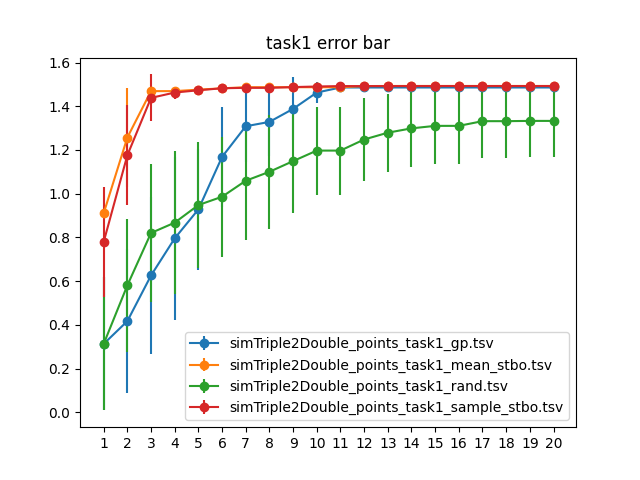 task1 error bar
1.6
1.4
1.2
1.0
0.8
0.6
0.4
0.2
0.0
simTriple2Double_points_task1_gp.tsv
simTriple2Double_points_task1_mean_stbo.tsv
simTriple2Double_points_task1_rand.tsv
simTriple2Double_points_task1_sample_stbo.tsv
1 2 3 4 5 6 7 8 9 10 11 12 13 14 15 16 17 18 19 20